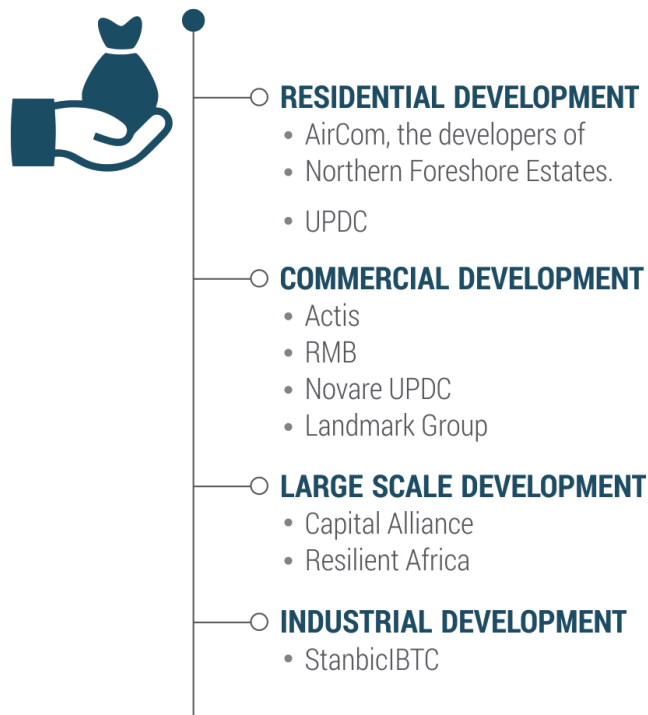 RESIDENTIAL DEVELOPMENT
• AirCom, the developers of
• Northern Foreshore Estates.
• UPDC
COMMERCIAL DEVELOPMENT
• Actis
• RMB
• Novare UPDC
• Landmark Group
LARGE SCALE DEVELOPMENT
• Capital Alliance
• Resilient Africa
INDUSTRIAL DEVELOPMENT
• StanbicIBTC